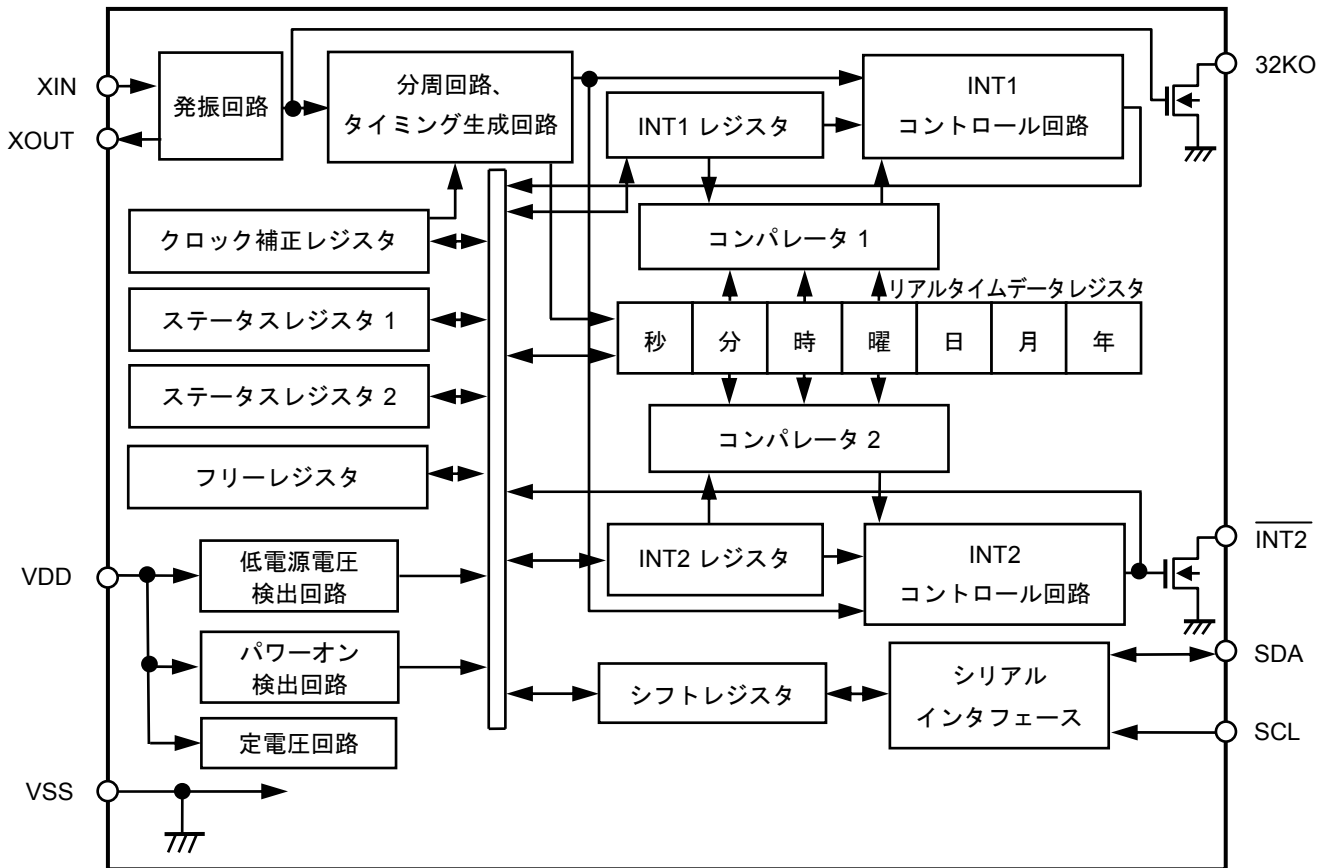 XIN
XOUT
発振回路
分周回路、
タイミング生成回路
INT1 レジスタ
INT1
コントロール回路
32KO
クロック補正レジスタ
コンパレータ 1
リアルタイムデータレジスタ
ステータスレジスタ 1
秒 分 時 曜 日 月 年
ステータスレジスタ 2
コンパレータ 2
フリーレジスタ
VDD
低電源電圧
検出回路
INT2 レジスタ
INT2
コントロール回路
INT2
パワーオン
検出回路
シフトレジスタ
シリアル
インタフェース
SDA
SCL
定電圧回路
VSS